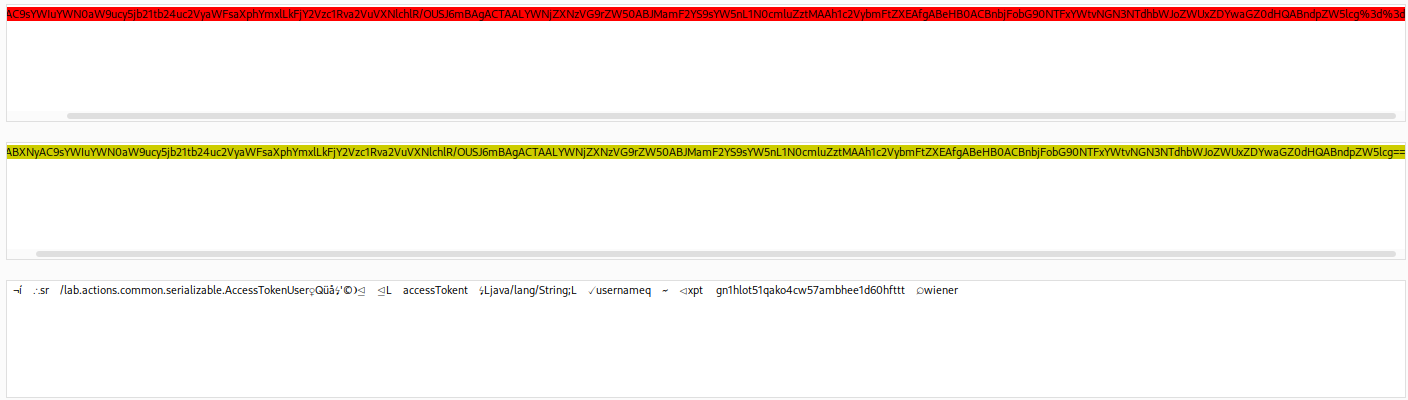 AC9sYWIuYWN0aW9ucy5jb21tb24uc2VyaWFsaXphYmxlLkFjY2Vzc1Rva2VuVXNlchlR/OUSJ6mBAgACTAALYWNjZXNzVG9rZW50ABJMamF2YS9sYW5nL1N0cmluZztMAAh1c2VybmFtZXEAfgABeHB0ACBnbjFobG90NTFxYWtvNGN3NTdhbWJoZWUxZDYwaGZ0dHQABndpZW5lcg%3d%3d
ABXNyAC9sYWIuYWN0aW9ucy5jb21tb24uc2VyaWFsaXphYmxlLkFjY2Vzc1Rva2VuVXNlchlR/OUSJ6mBAgACTAALYWNjZXNzVG9rZW50ABJMamF2YS9sYW5nL1N0cmluZztMAAh1c2VybmFtZXEAfgABeHB0ACBnbjFobG90NTFxYWtvNGN3NTdhbWJoZWUxZDYwaGZ0dHQABndpZW5lcg==
¬í sr /lab.actions.common.serializable.AccessTokenUser Qüå '© L accessTokent Ljava/lang/String;L usernameq ~ xpt gn1hlot51qako4cw57ambhee1d60hfttt wiener